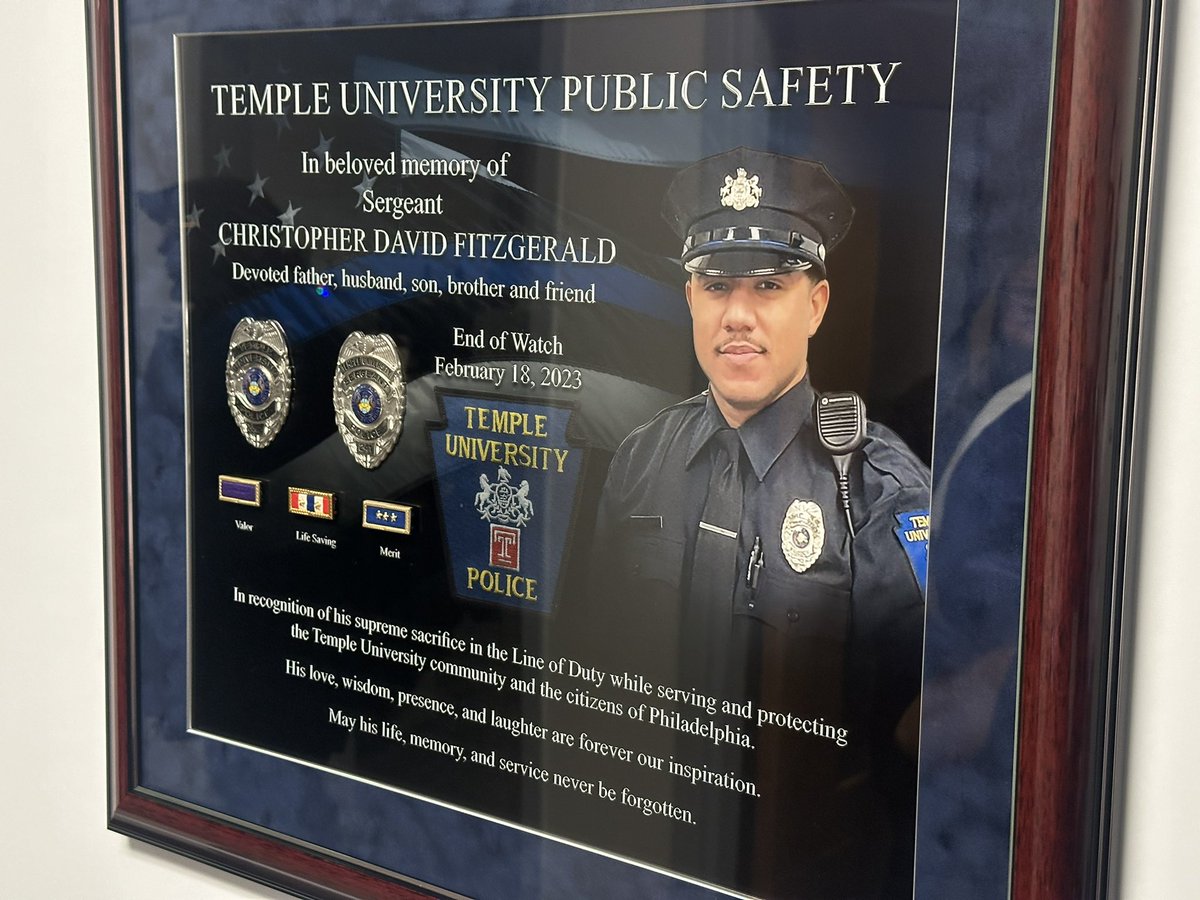 TEMPLE UNIVERSITY PUBLIC SAFETY
In beloved memory of
Sergeant
CHRISTOPHER DAVID FITZGERALD
Devoted father, husband, son, brother and friend
End of Watch
February 18, 2023
Valor
Life Saving
Merit
TEMPLE
UNIVERSITY
T
POLICE
TEM
UNIV
In recognition of his supreme sacrifice in the Line of Duty while serving and protecting
the Temple University community and the citizens of Philadelphia.
His love, wisdom, presence, and laughter are forever our inspiration.
May his life, memory, and service never be forgotten.